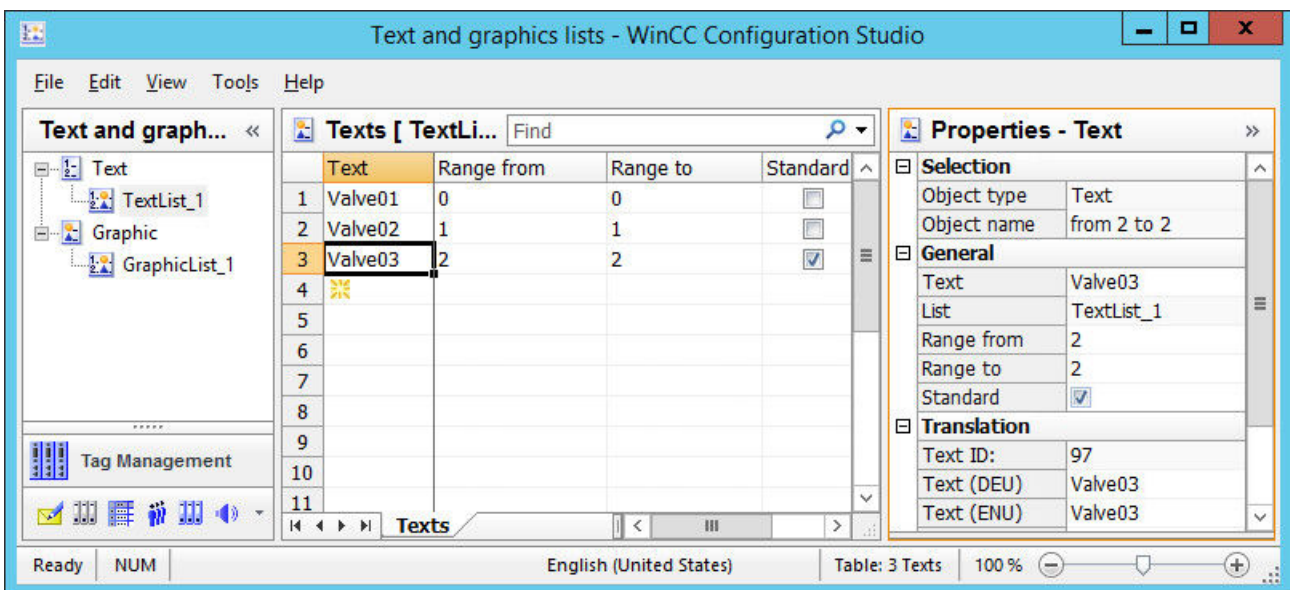 Text and graphics lists - WinCC Configuration Studio
File Edit View Tools Help
Text and graph... «
Text
TextList_1
Graphic
GraphicList_1
Tag Management
Texts [ TextLi... Find
Text Range from Range to Standard
1 Valve01 0 0
2 Valve02 1 1
3 Valve03 2 2
4
5
6
7
8
9
10
11
Texts
Properties - Text »
Selection
Object type Text
Object name from 2 to 2
General
Text Valve03
List TextList_1
Range from 2
Range to 2
Standard
Translation
Text ID: 97
Text (DEU) Valve03
Text (ENU) Valve03
Ready NUM English (United States) Table: 3 Texts 100 %